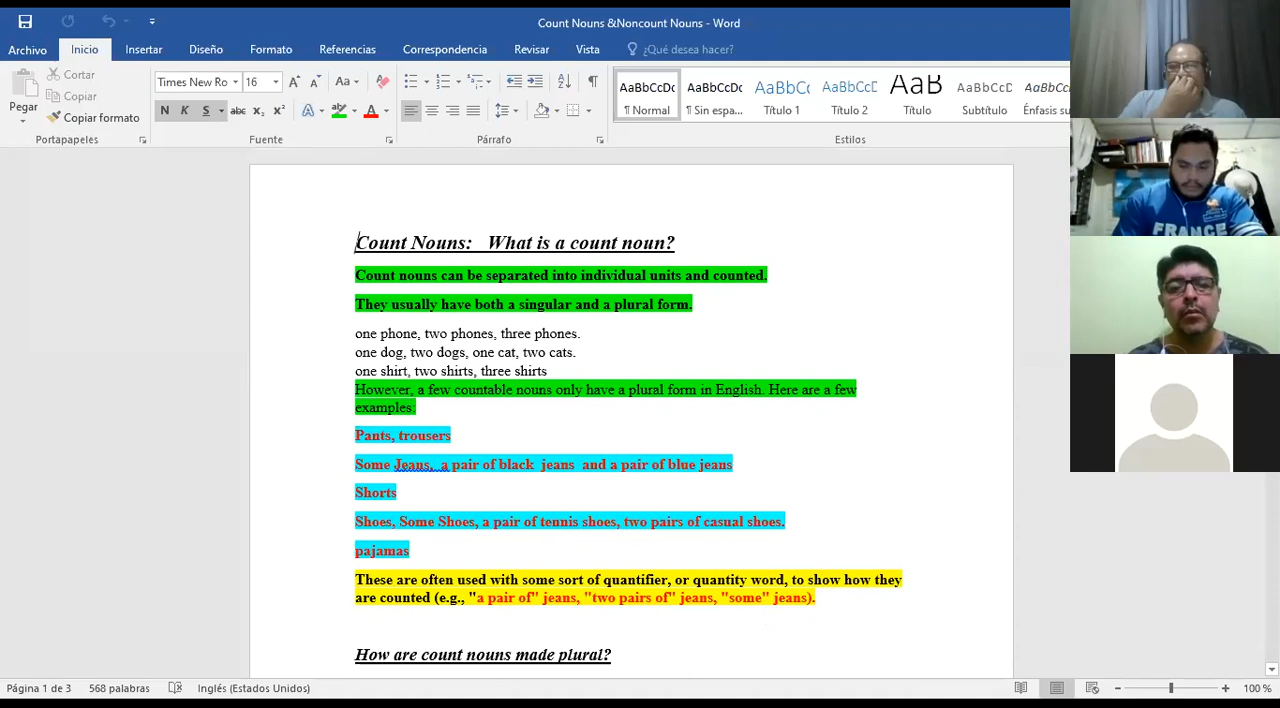 Count Nouns &Noncount Nouns - Word
Archivo Inicio Insertar Diseño Formato Referencias Correspondencia Revisar Vista ¿Qué desea hacer?
Pegar
Cortar
Copiar
Copiar formato
Portapapeles
Times New Ro 16 Aa
N K S abc x₂ x² A ab A
Fuente
Párrafo
AaBbCcDc AaBbCcDc AaBbCc AaBbCcD AaB AaBbCcD AaBbCcD
¶ Normal ¶ Sin espa... Título 1 Título 2 Título Subtítulo Énfasis su
Estilos
Count Nouns: What is a count noun?
Count nouns can be separated into individual units and counted.
They usually have both a singular and a plural form.
one phone, two phones, three phones.
one dog, two dogs, one cat, two cats.
one shirt, two shirts, three shirts
However, a few countable nouns only have a plural form in English. Here are a few
examples:
Pants, trousers
Some Jeans, a pair of black jeans and a pair of blue jeans
Shorts
Shoes, Some Shoes, a pair of tennis shoes, two pairs of casual shoes.
pajamas
These are often used with some sort of quantifier, or quantity word, to show how they
are counted (e.g., "a pair of" jeans, "two pairs of" jeans, "some" jeans).
How are count nouns made plural?
Página 1 de 3 568 palabras Inglés (Estados Unidos) 100 %
FRANCE